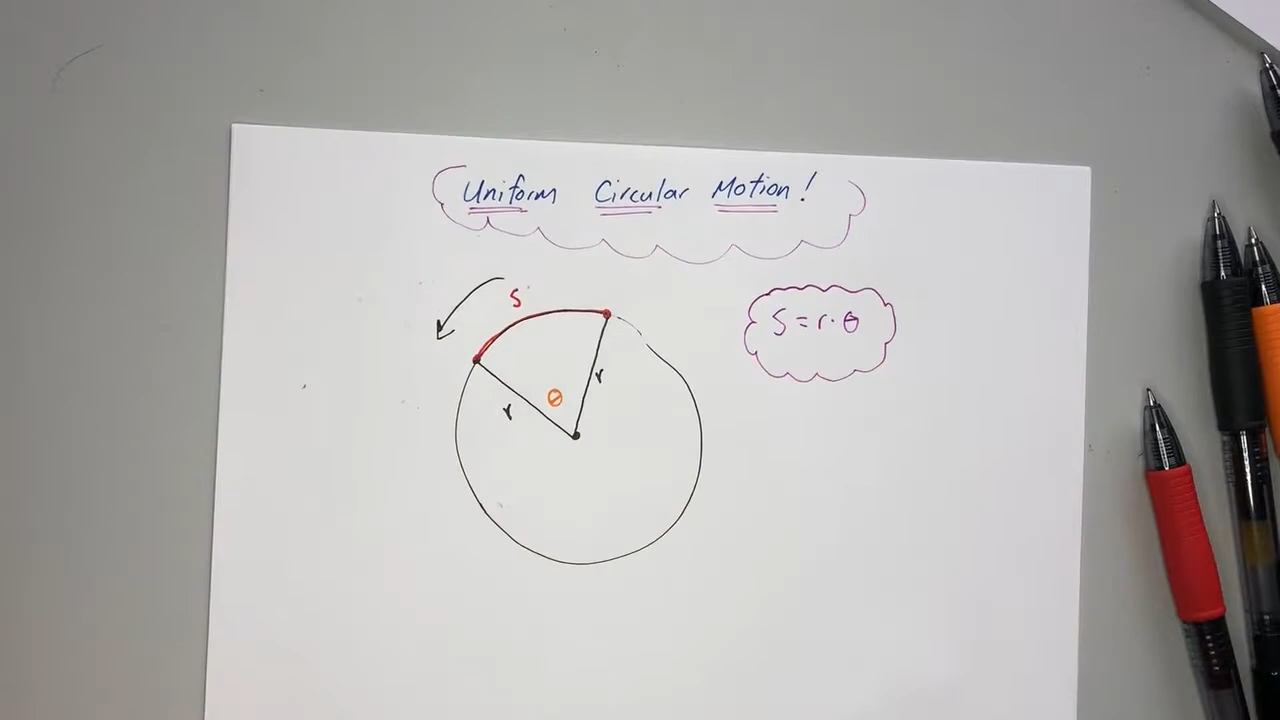 Uniform Circular Motion!
S
S = r · θ
r
θ
r